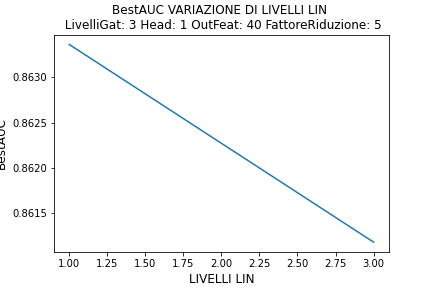 BestAUC VARIAZIONE DI LIVELLI LIN
LivelliGat: 3 Head: 1 OutFeat: 40 FattoreRiduzione: 5
BestAUC
0.8630
0.8625
0.8620
0.8615
1.00 1.25 1.50 1.75 2.00 2.25 2.50 2.75 3.00
LIVELLI LIN